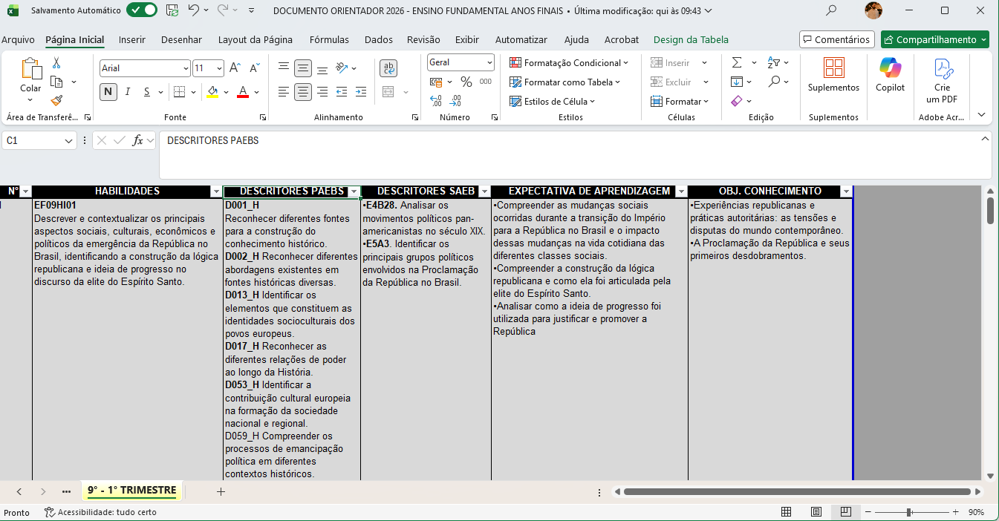 Salvamento Automático
DOCUMENTO ORIENTADOR 2026 - ENSINO FUNDAMENTAL ANOS FINAIS • Última modificação: qui às 09:43
Arquivo Página Inicial Inserir Desenhar Layout da Página Fórmulas Dados Revisão Exibir Automatizar Ajuda Acrobat Design da Tabela
Comentários
Compartilhamento
Colar
Área de Transferê...
Arial
11
N I S
Fonte
Alinhamento
Geral
% 000
Número
Formatação Condicional
Formatar como Tabela
Estilos de Célula
Estilos
Inserir
Excluir
Formatar
Células
Edição
Suplementos
Suplementos
Copilot
Crie
um PDF
Adobe Acr...
C1
fx
DESCRITORES PAEBS
N° HABILIDADES DESCRITORES PAEBS DESCRITORES SAEB EXPECTATIVA DE APRENDIZAGEM OBJ. CONHECIMENTO
EF09HI01
Descrever e contextualizar os principais
aspectos sociais, culturais, econômicos e
políticos da emergência da República no
Brasil, identificando a construção da lógica
republicana e ideia de progresso no
discurso da elite do Espírito Santo.
D001_H
Reconhecer diferentes fontes
para a construção do
conhecimento histórico.
D002_H Reconhecer diferentes
abordagens existentes em
fontes históricas diversas.
D013_H Identificar os
elementos que constituem as
identidades socioculturais dos
povos europeus.
D017_H Reconhecer as
diferentes relações de poder
ao longo da História.
D053_H Identificar a
contribuição cultural europeia
na formação da sociedade
nacional e regional.
D059_H Compreender os
processos de emancipação
política em diferentes
contextos históricos.
•E4B28. Analisar os
movimentos políticos pan-
americanistas no século XIX.
•E5A3. Identificar os
principais grupos políticos
envolvidos na Proclamação
da República no Brasil.
•Compreender as mudanças sociais
ocorridas durante a transição do Império
para a República no Brasil e o impacto
dessas mudanças na vida cotidiana das
diferentes classes sociais.
•Compreender a construção da lógica
republicana e como ela foi articulada pela
elite do Espírito Santo.
•Analisar como a ideia de progresso foi
utilizada para justificar e promover a
República
•Experiências republicanas e
práticas autoritárias: as tensões e
disputas do mundo contemporâneo.
•A Proclamação da República e seus
primeiros desdobramentos.
9° - 1° TRIMESTRE
Pronto
Acessibilidade: tudo certo
90%